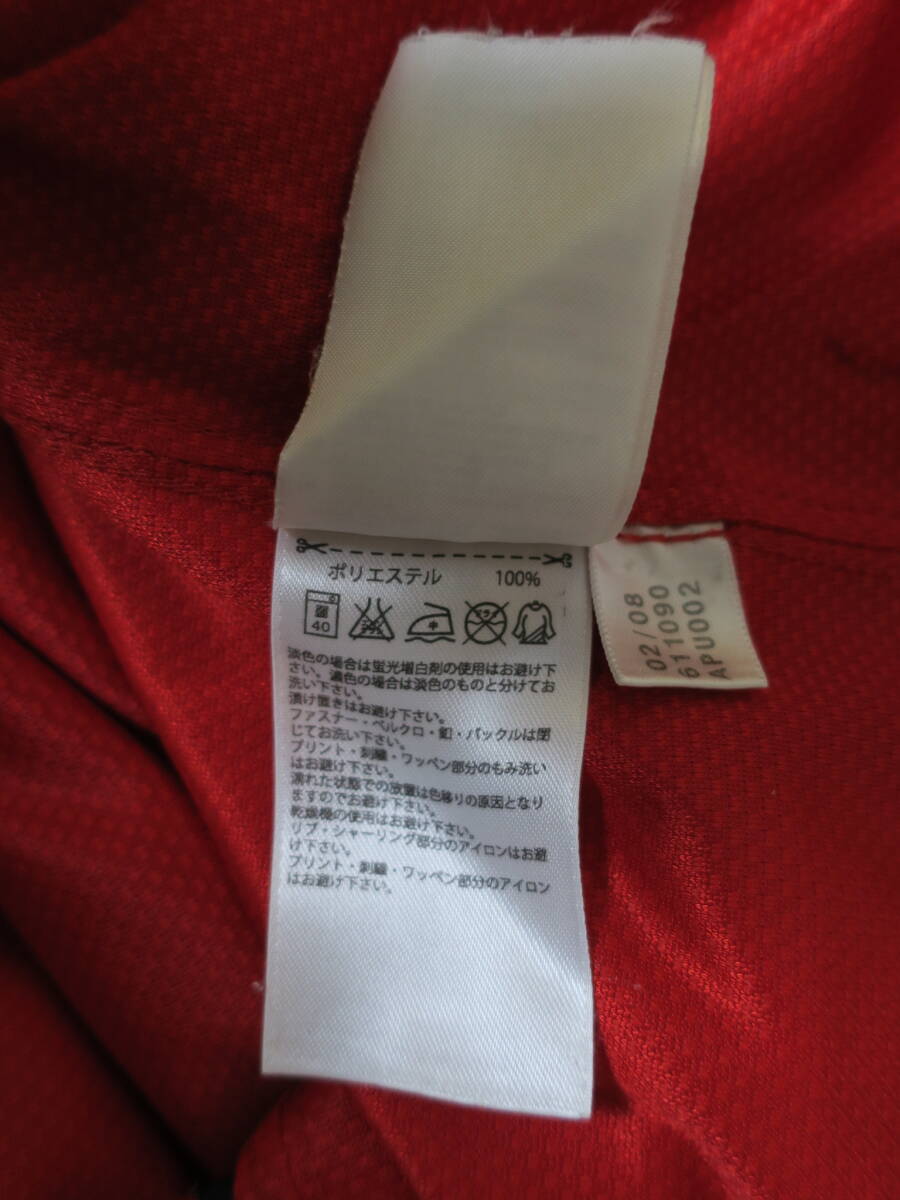 ポリエステル 100%
40
中
淡色の場合は蛍光増白剤の使用はお避け下
さい。濃色の場合は淡色のものと分けてお
洗い下さい。
漬け置きはお避け下さい。
ファスナー・ベルクロ・釦・バックルは閉
じてお洗い下さい。
プリント・刺繍・ワッペン部分のもみ洗い
はお避け下さい。
濡れた状態での放置は色移りの原因となり
ますのでお避け下さい。
乾燥機の使用はお避け下さい。
リブ・シャーリング部分のアイロンはお避
け下さい。
プリント・刺繍・ワッペン部分のアイロン
はお避け下さい。
02/08
611090
APU002